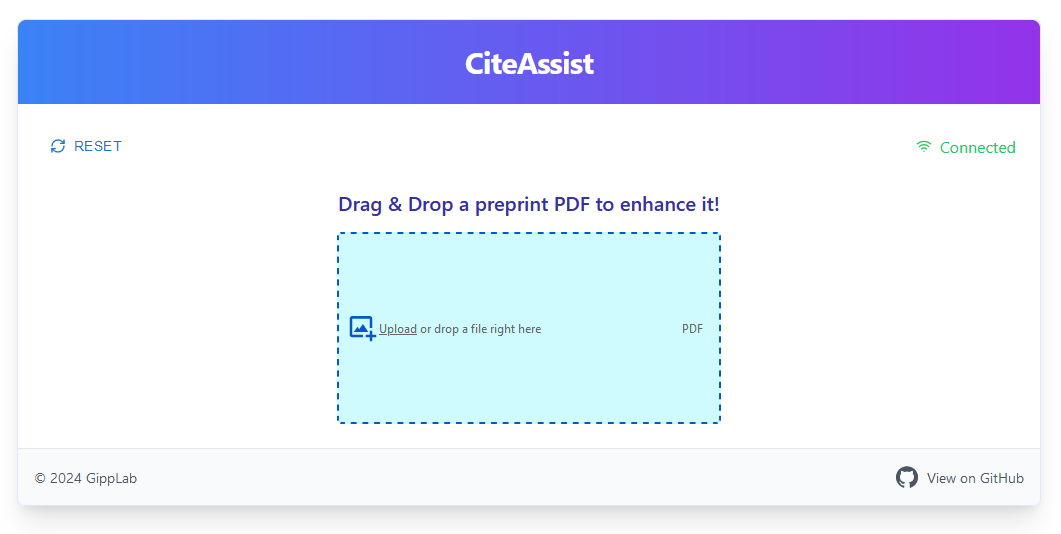 CiteAssist
RESET
Connected
Drag & Drop a preprint PDF to enhance it!
Upload or drop a file right here
PDF
© 2024 GippLab
View on GitHub